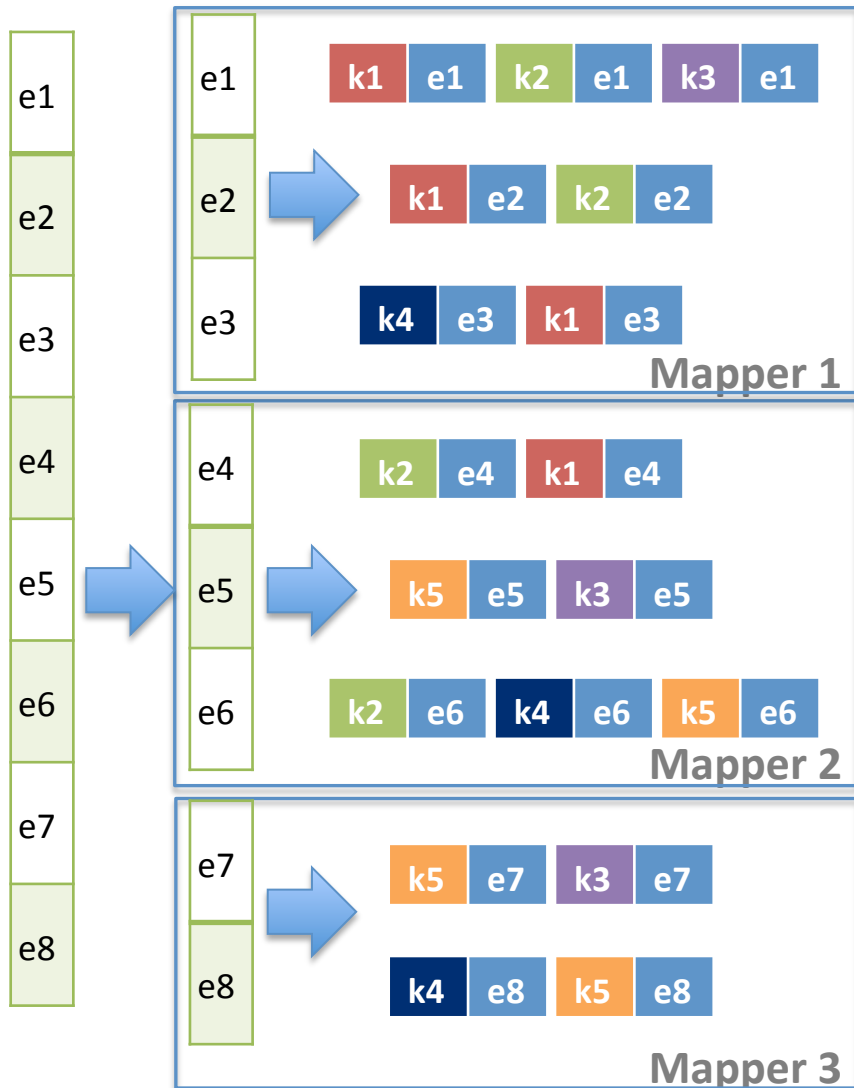 e1
e2
e3
e4
e5
e6
e7
e8
e1
k1 e1 k2 e1 k3 e1
e2
k1 e2 k2 e2
e3
k4 e3 k1 e3
Mapper 1
e4
k2 e4 k1 e4
e5
k5 e5 k3 e5
e6
k2 e6 k4 e6 k5 e6
Mapper 2
e7
k5 e7 k3 e7
e8
k4 e8 k5 e8
Mapper 3